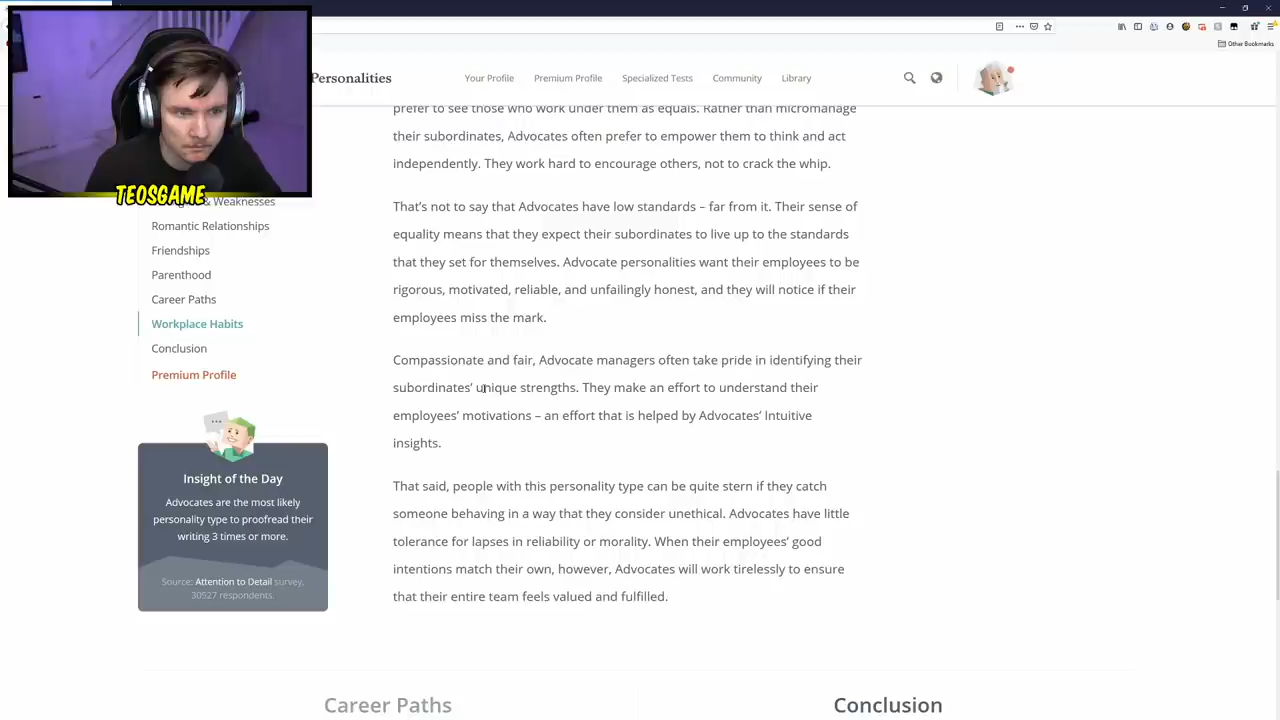 Other Bookmarks
Personalities
Your Profile
Premium Profile
Specialized Tests
Community
Library
TEOSGAME
& Weaknesses
Romantic Relationships
Friendships
Parenthood
Career Paths
Workplace Habits
Conclusion
Premium Profile
Insight of the Day
Advocates are the most likely
personality type to proofread their
writing 3 times or more.
Source: Attention to Detail survey,
30527 respondents.
prefer to see those who work under them as equals. Rather than micromanage
their subordinates, Advocates often prefer to empower them to think and act
independently. They work hard to encourage others, not to crack the whip.
That’s not to say that Advocates have low standards – far from it. Their sense of
equality means that they expect their subordinates to live up to the standards
that they set for themselves. Advocate personalities want their employees to be
rigorous, motivated, reliable, and unfailingly honest, and they will notice if their
employees miss the mark.
Compassionate and fair, Advocate managers often take pride in identifying their
subordinates’ unique strengths. They make an effort to understand their
employees’ motivations – an effort that is helped by Advocates’ Intuitive
insights.
That said, people with this personality type can be quite stern if they catch
someone behaving in a way that they consider unethical. Advocates have little
tolerance for lapses in reliability or morality. When their employees’ good
intentions match their own, however, Advocates will work tirelessly to ensure
that their entire team feels valued and fulfilled.
Career Paths
Conclusion